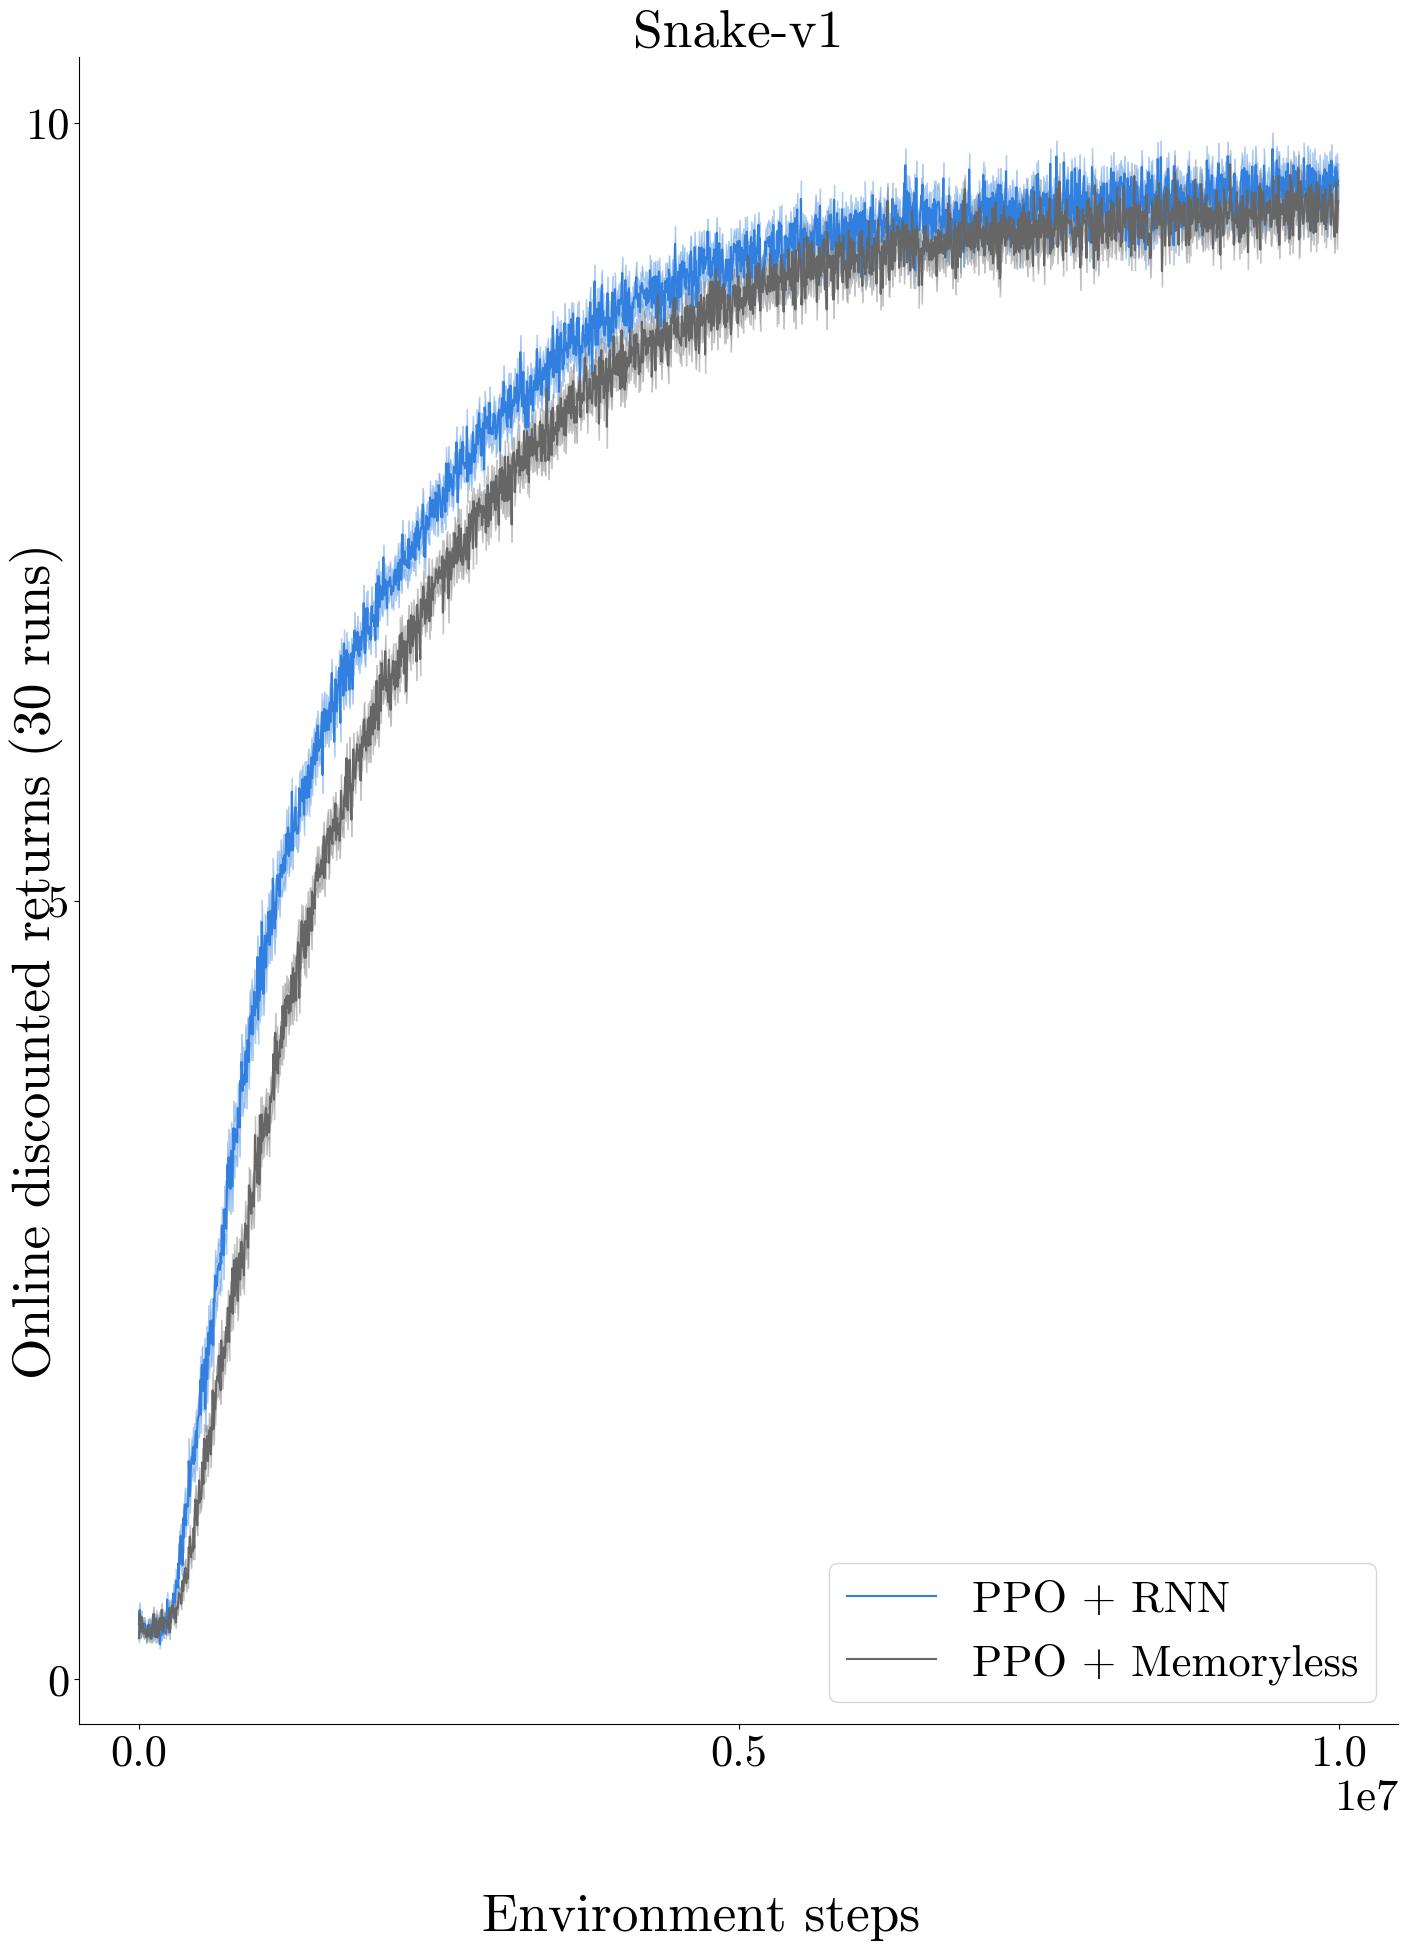 Snake-v1
Online discounted returns (30 runs)
10
5
0
PPO + RNN
PPO + Memoryless
0.0 0.5 1.0
1e7
Environment steps